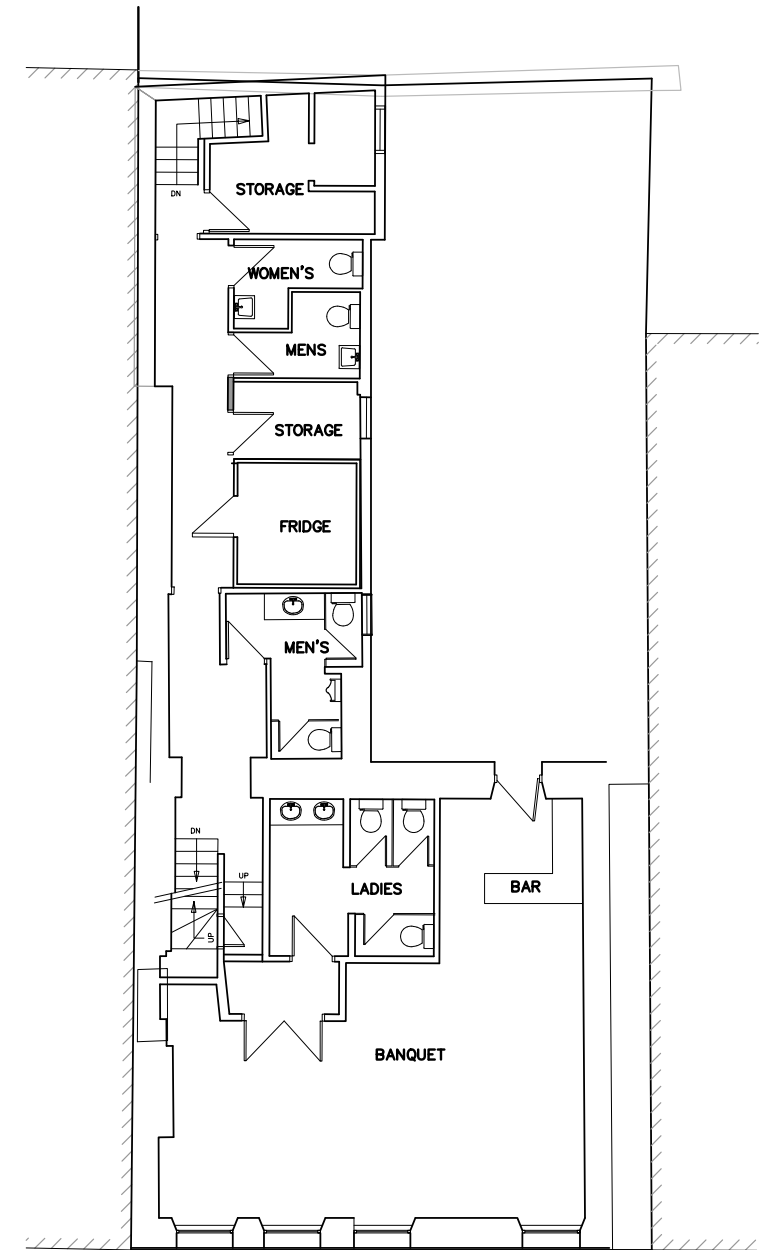 DN
STORAGE
WOMEN'S
MENS
STORAGE
FRIDGE
MEN'S
DN
UP
LADIES
BAR
UP
BANQUET